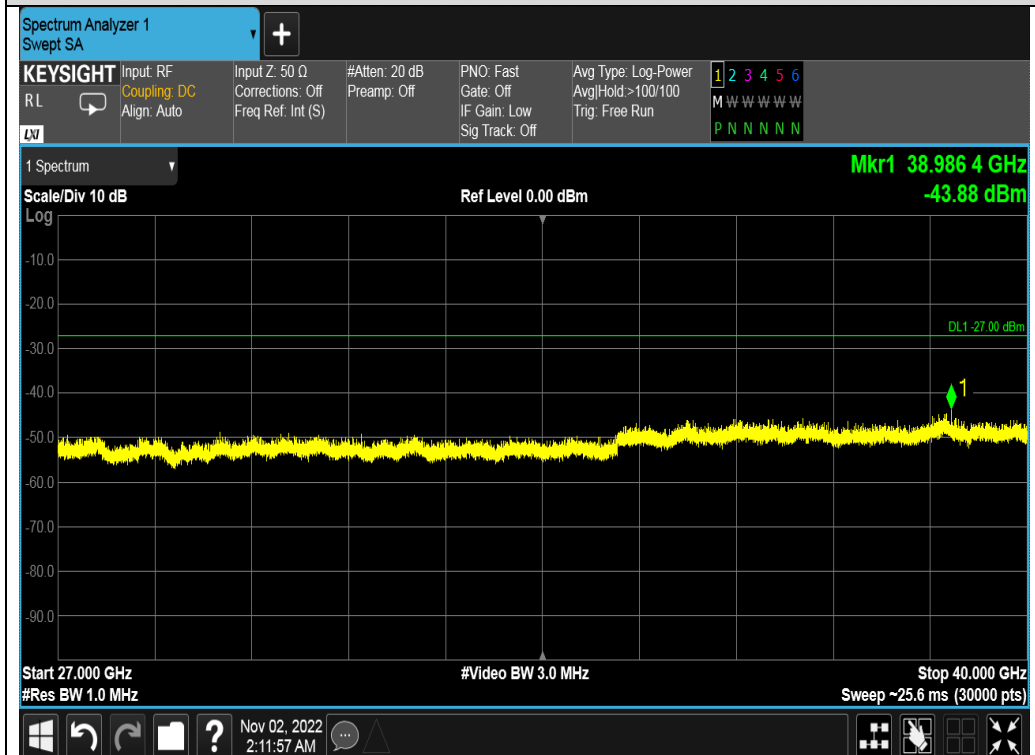 Spectrum Analyzer 1
Swept SA
+
KEYSIGHT
R L
LXI
Input: RF
Coupling: DC
Align: Auto
Input Z: 50 Ω
Corrections: Off
Freq Ref: Int (S)
#Atten: 20 dB
Preamp: Off
PNO: Fast
Gate: Off
IF Gain: Low
Sig Track: Off
Avg Type: Log-Power
Avg|Hold:>100/100
Trig: Free Run
1 2 3 4 5 6
M W W W W W
P N N N N N
1 Spectrum
Mkr1 38.986 4 GHz
-43.88 dBm
Scale/Div 10 dB
Ref Level 0.00 dBm
Log
-10.0
-20.0
DL1 -27.00 dBm
-30.0
-40.0
1
-50.0
-60.0
-70.0
-80.0
-90.0
Start 27.000 GHz
#Video BW 3.0 MHz
Stop 40.000 GHz
#Res BW 1.0 MHz
Sweep ~25.6 ms (30000 pts)
?
Nov 02, 2022
2:11:57 AM